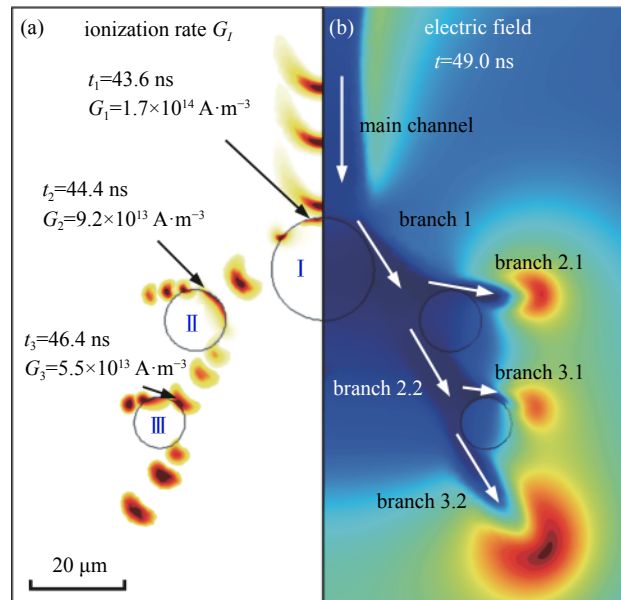 (a) ionization rate G_I
t₁=43.6 ns
G₁=1.7×10¹⁴ A·m⁻³
t₂=44.4 ns
G₂=9.2×10¹³ A·m⁻³
t₃=46.4 ns
G₃=5.5×10¹³ A·m⁻³
I
II
III
20 μm
(b) electric field
t=49.0 ns
main channel
branch 1
branch 2.1
branch 3.1
branch 2.2
branch 3.2